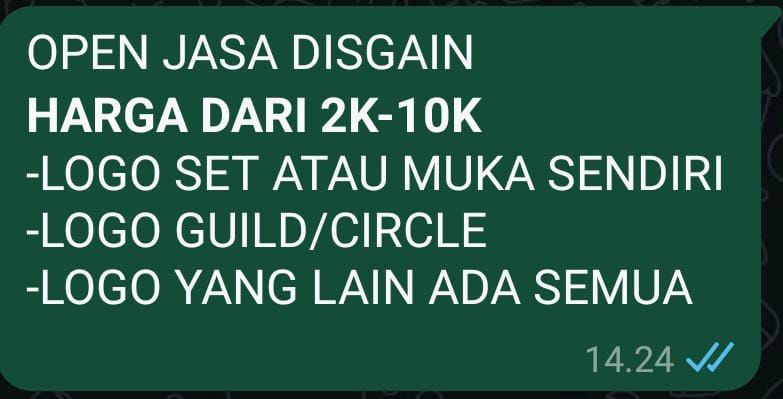 OPEN JASA DISGAIN
HARGA DARI 2K-10K
-LOGO SET ATAU MUKA SENDIRI
-LOGO GUILD/CIRCLE
-LOGO YANG LAIN ADA SEMUA
14.24